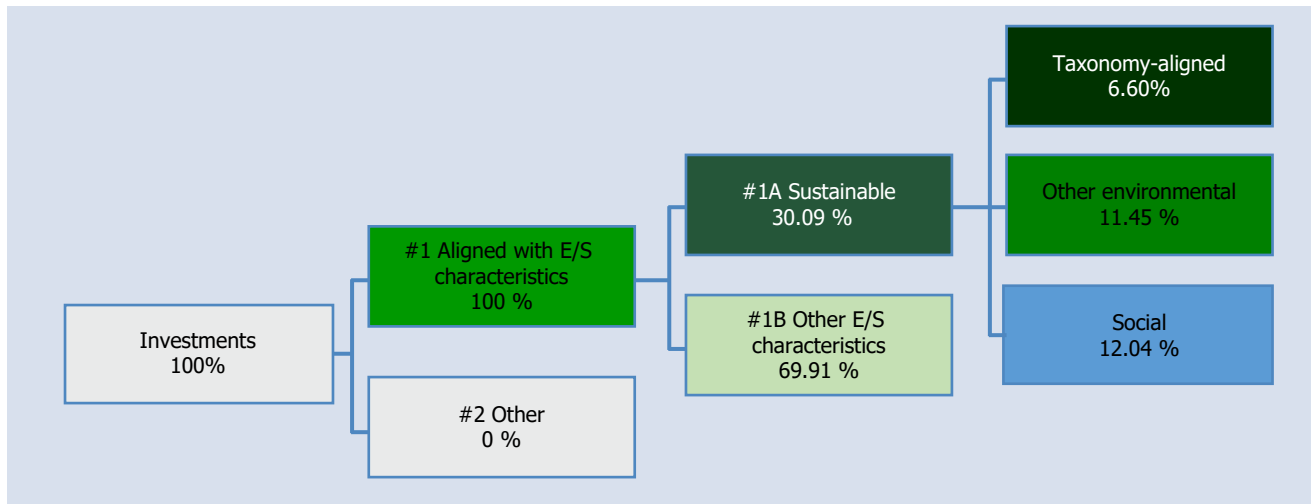 Investments
100%
#1 Aligned with E/S
characteristics
100 %
#2 Other
0 %
#1A Sustainable
30.09 %
#1B Other E/S
characteristics
69.91 %
Taxonomy-aligned
6.60%
Other environmental
11.45 %
Social
12.04 %